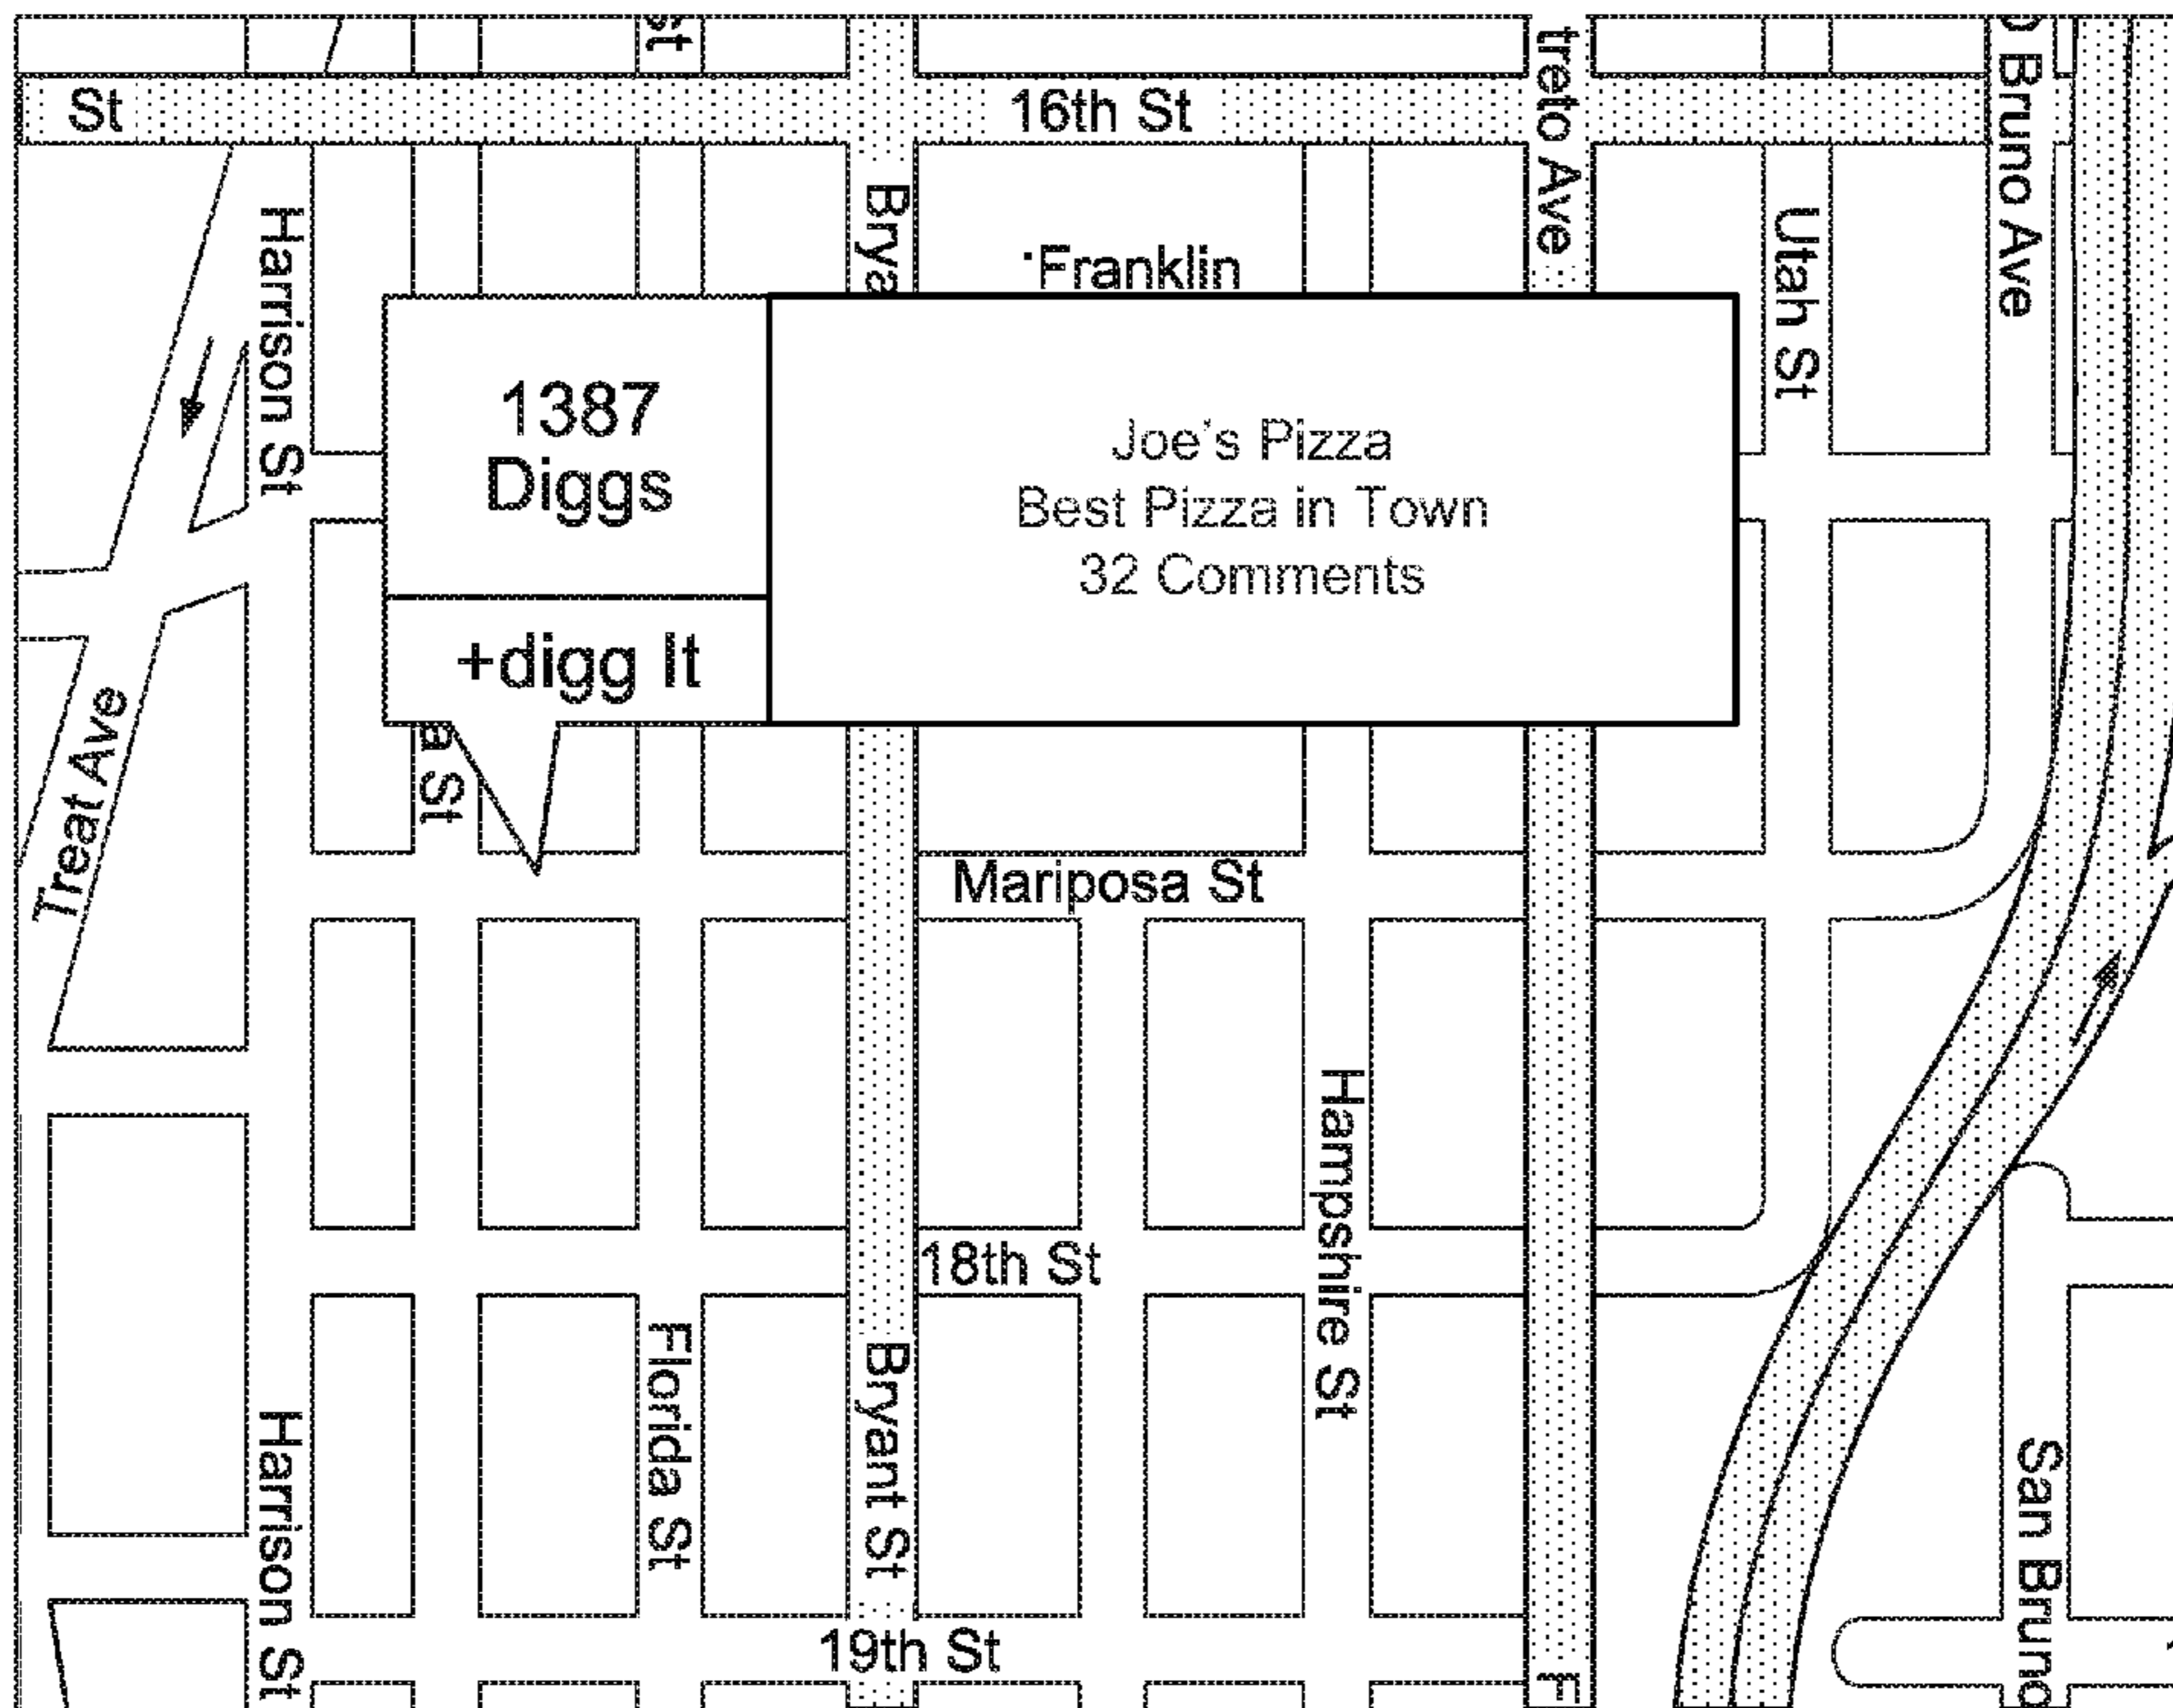 St
St
16th St
treto Ave
Bruno Ave
Harrison St
Brya
·Franklin
Utah St
1387
Diggs
Joe's Pizza
Best Pizza in Town
32 Comments
+digg It
a St
Treat Ave
Mariposa St
Hampshire St
18th St
Florida St
Bryant St
Harrison St
San Bruno
19th St